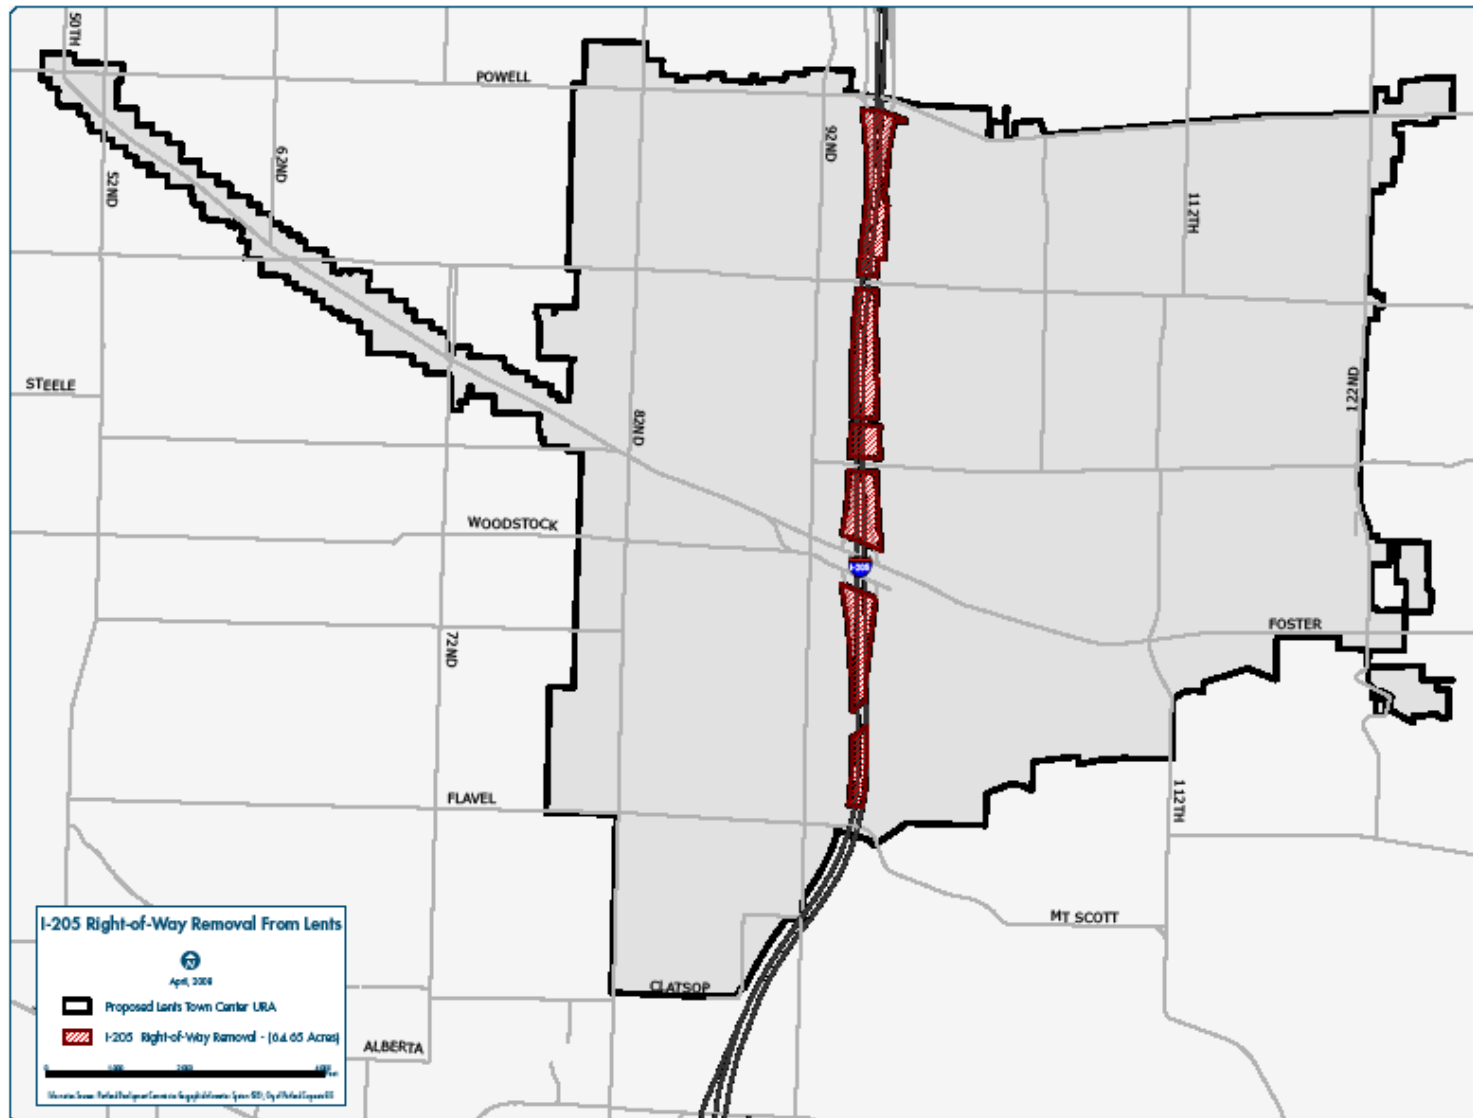 50TH
POWELL
92ND
62ND
52ND
112TH
STEELE
122ND
82ND
WOODSTOCK
I-205
FOSTER
72ND
FLAVEL
112TH
MT SCOTT
CLATSOP
ALBERTA
I-205 Right-of-Way Removal From Lents
N
April, 2008
Proposed Lents Town Center URA
I-205 Right-of-Way Removal - (64.65 Acres)
0